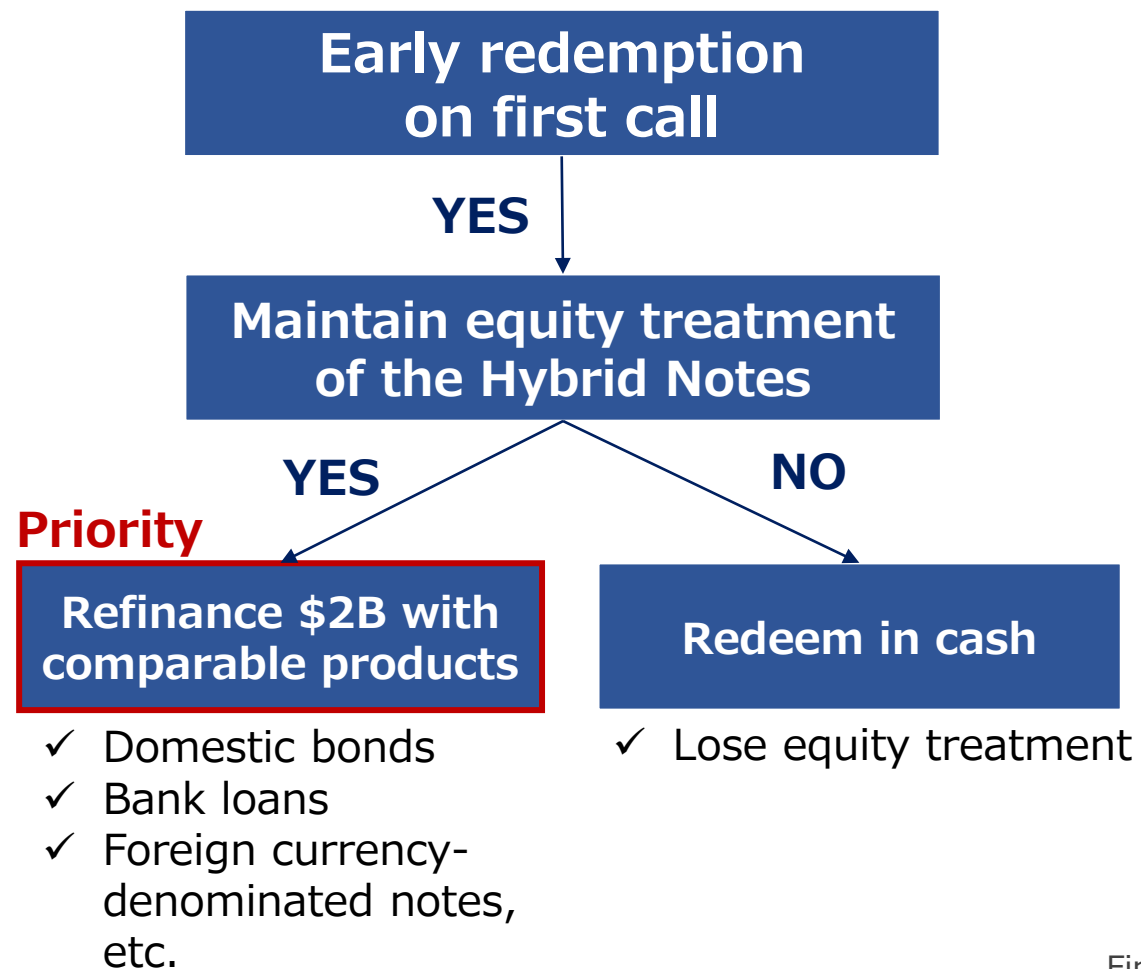 Early redemption
on first call
YES
Maintain equity treatment
of the Hybrid Notes
YES
NO
Priority
Refinance $2B with
comparable products
Redeem in cash
✓ Domestic bonds
✓ Bank loans
✓ Foreign currency-
denominated notes,
etc.
✓ Lose equity treatment